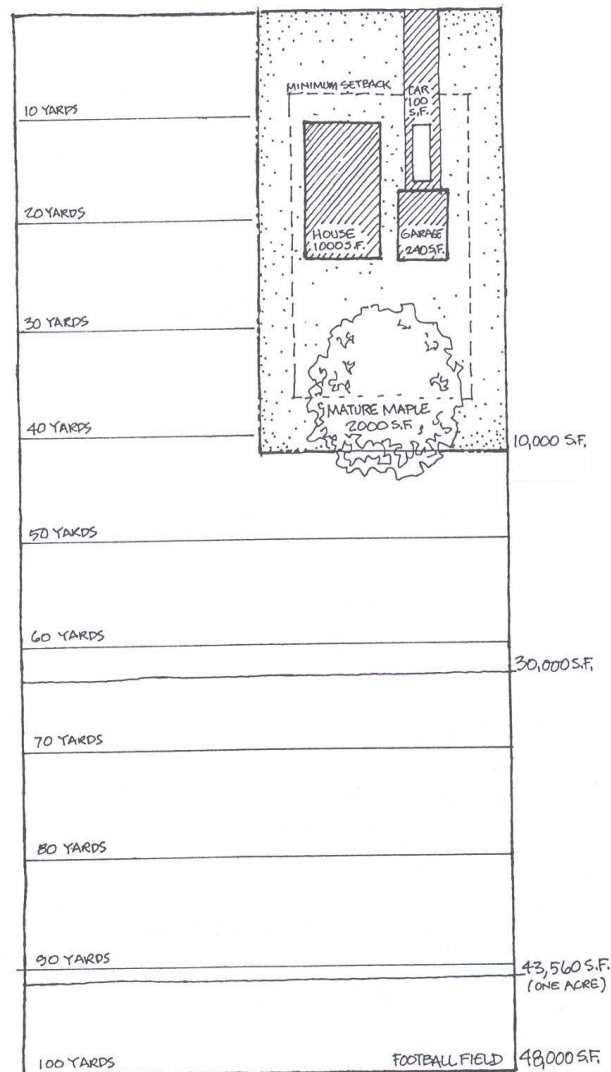 MINIMUM SETBACK
CAR
100
S.F.
10 YARDS
20 YARDS
HOUSE
1000 S.F.
GARAGE
240 S.F.
30 YARDS
MATURE MAPLE
2000 S.F.
40 YARDS
10,000 S.F.
50 YARDS
60 YARDS
30,000 S.F.
70 YARDS
80 YARDS
90 YARDS
43,560 S.F.
(ONE ACRE)
100 YARDS
FOOTBALL FIELD
48,000 S.F.